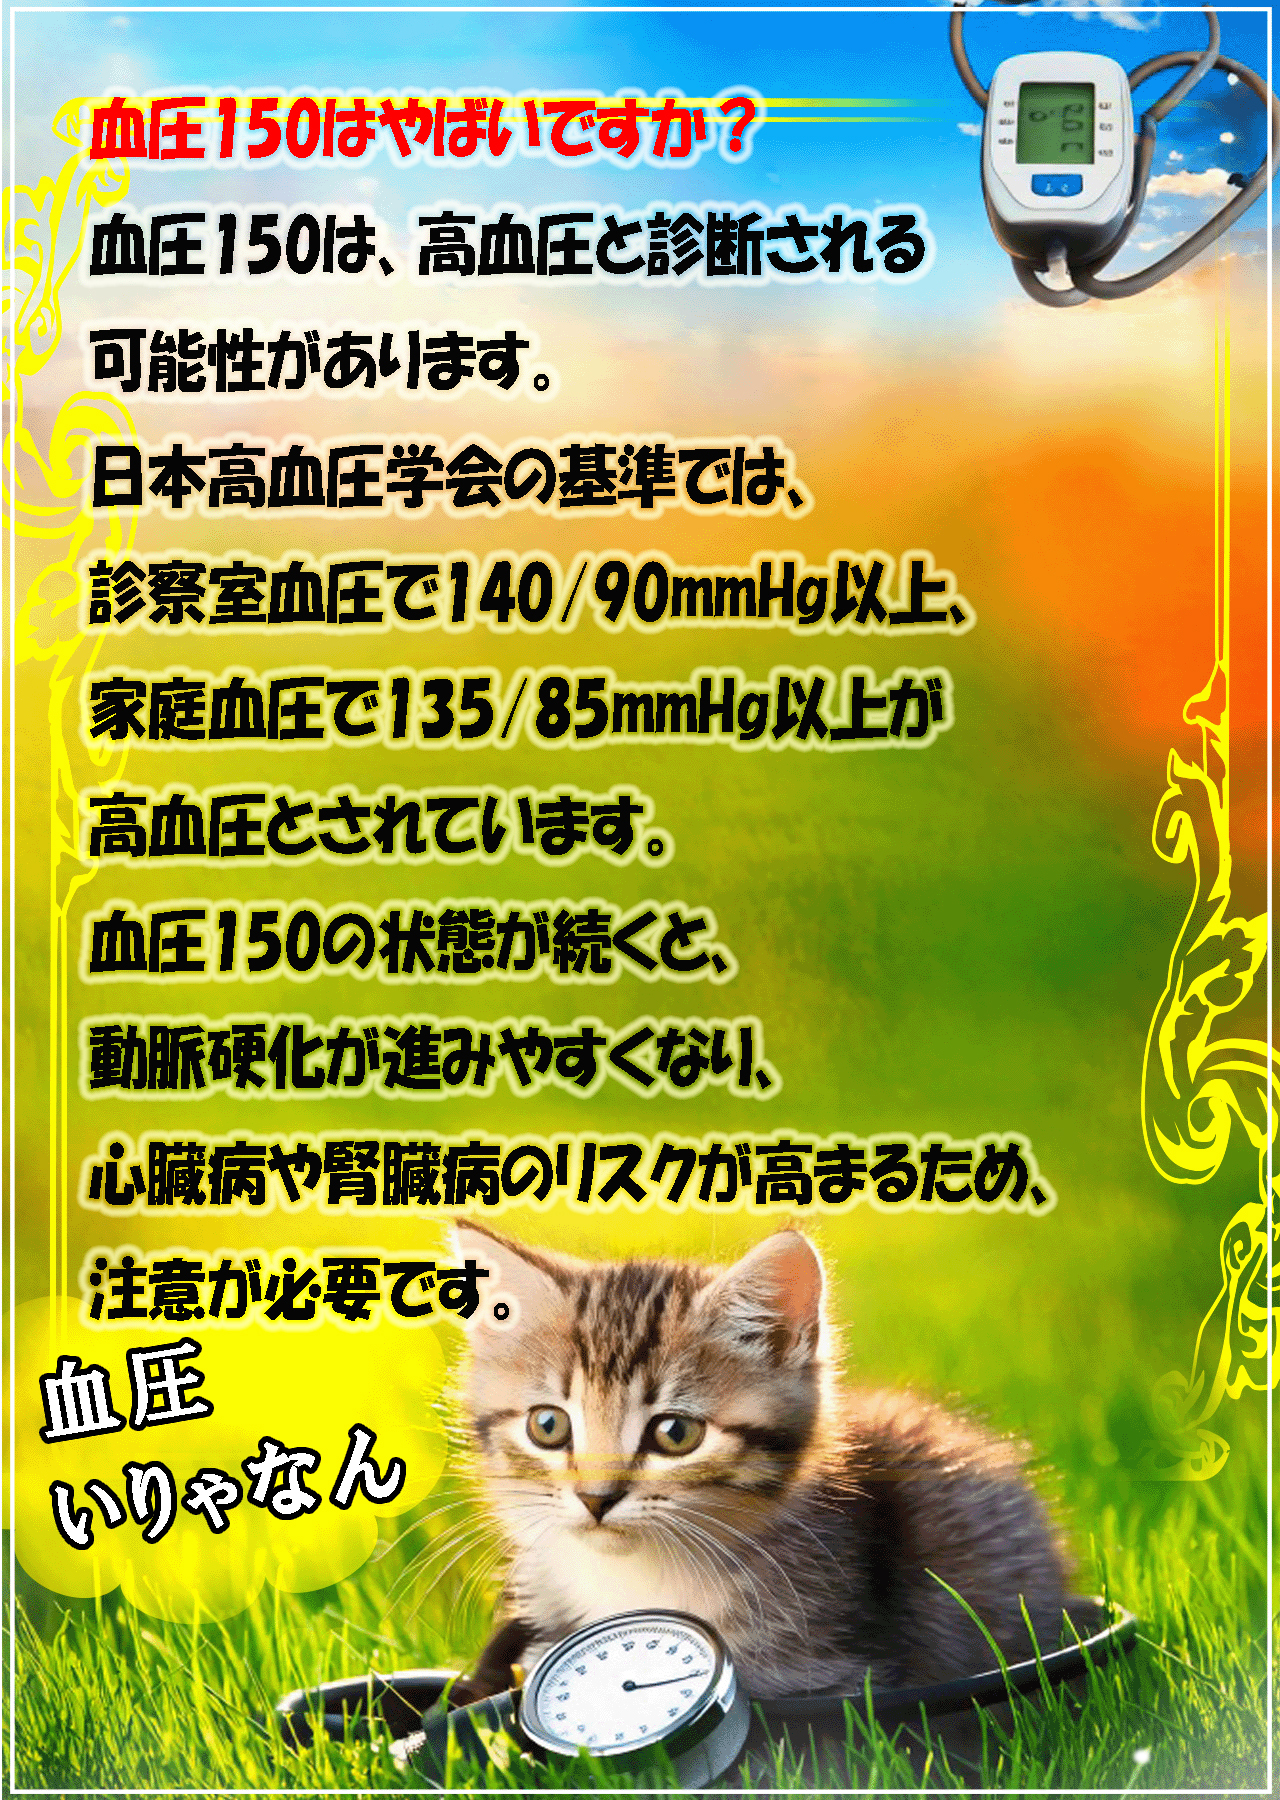 血圧150はやばいですか？
血圧150は、高血圧と診断される
可能性があります。
日本高血圧学会の基準では、
診察室血圧で140/90mmHg以上、
家庭血圧で135/85mmHg以上が
高血圧とされています。
血圧150の状態が続くと、
動脈硬化が進みやすくなり、
心臓病や腎臓病のリスクが高まるため、
注意が必要です。
血圧
いりゃなん